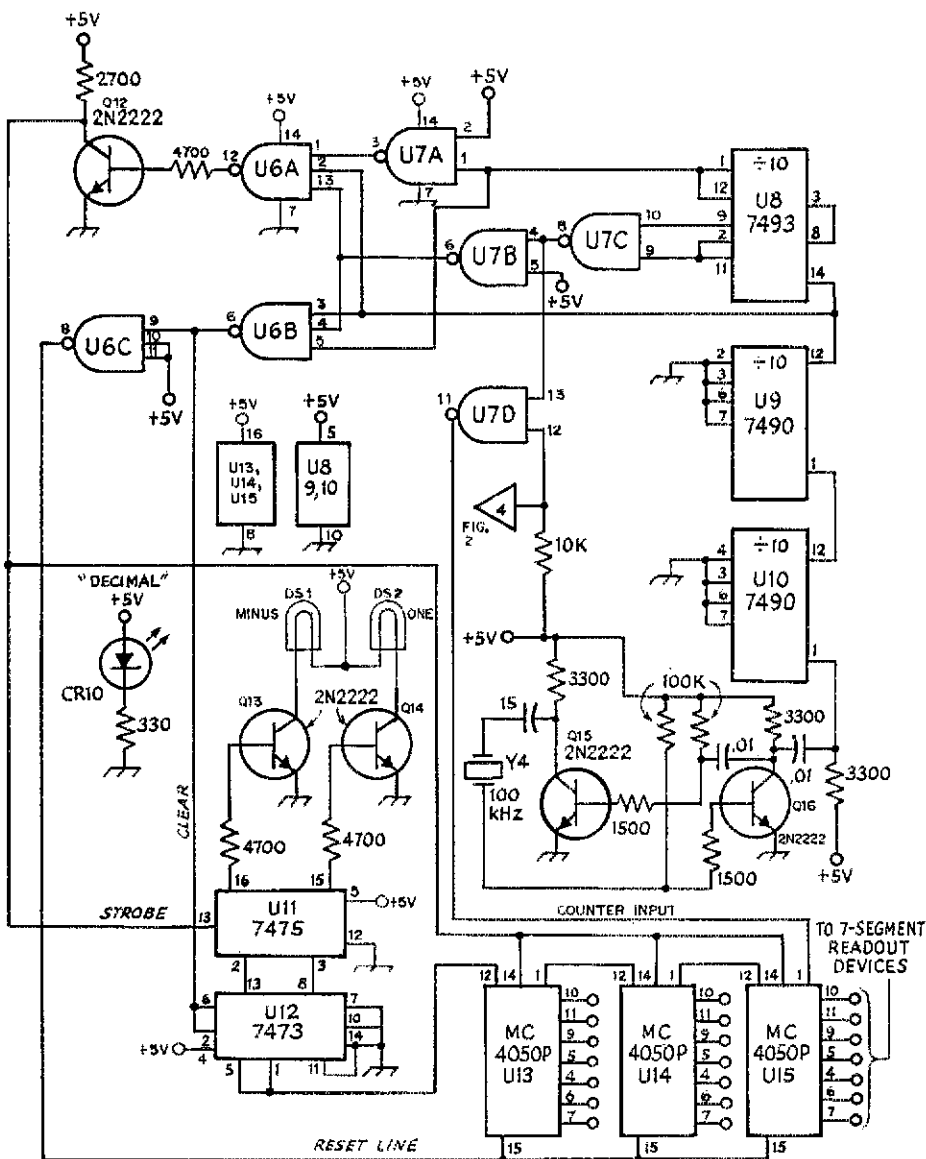 +5V
2700
Q12
2N2222
4700
12
U6A
+5V
14
1
2
13
7
3
U7A
+5V
14
2
1
7
+5V
1
12
9
2
11
÷10
U8
7493
3
8
14
6
U7B
4
5
+5V
8
U7C
10
9
8
U6C
9
10
11
+5V
6
U6B
3
4
5
11
U7D
13
12
2
3
6
7
÷10
U9
7490
12
1
+5V
16
U13,
U14,
U15
8
+5V
5
U8
9,10
10
4
FIG.
2
10K
4
3
6
7
÷10
U10
7490
12
1
"DECIMAL"
+5V
CR10
330
MINUS
DS1
+5V
DS2
ONE
Q13
2N2222
Q14
4700
4700
+5V
3300
15
Y4
100
kHz
Q15
2N2222
1500
100K
.01
3300
.01
3300
+5V
Q16
2N2222
1500
CLEAR
STROBE
16
15
13
U11
7475
5
+5V
12
2
3
13
8
6
2
+5V
4
U12
7473
7
10
14
5
1
11
COUNTER INPUT
TO 7-SEGMENT
READOUT
DEVICES
12
14
1
MC
4050P
U13
10
11
9
5
4
6
7
15
12
14
1
MC
4050P
U14
10
11
9
5
4
6
7
15
12
14
1
MC
4050P
U15
10
11
9
5
4
6
7
15
RESET LINE